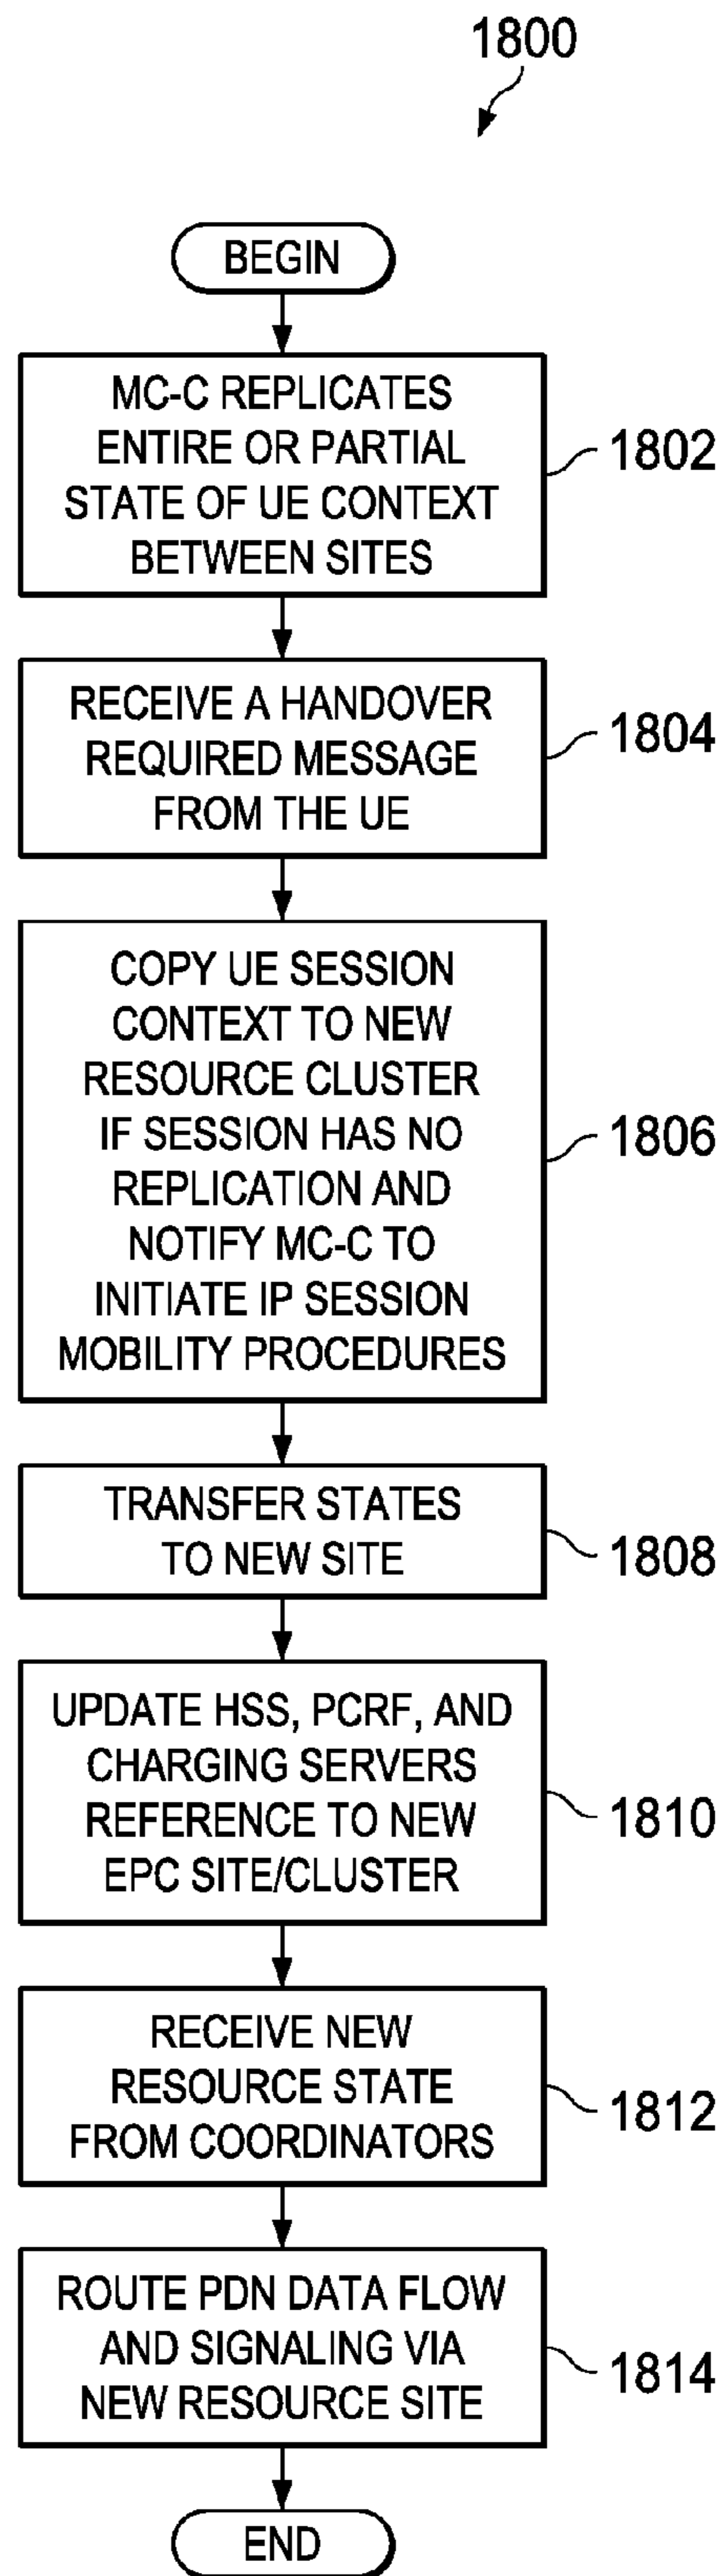 1800
BEGIN
MC-C REPLICATES
ENTIRE OR PARTIAL
STATE OF UE CONTEXT
BETWEEN SITES
1802
RECEIVE A HANDOVER
REQUIRED MESSAGE
FROM THE UE
1804
COPY UE SESSION
CONTEXT TO NEW
RESOURCE CLUSTER
IF SESSION HAS NO
REPLICATION AND
NOTIFY MC-C TO
INITIATE IP SESSION
MOBILITY PROCEDURES
1806
TRANSFER STATES
TO NEW SITE
1808
UPDATE HSS, PCRF, AND
CHARGING SERVERS
REFERENCE TO NEW
EPC SITE/CLUSTER
1810
RECEIVE NEW
RESOURCE STATE
FROM COORDINATORS
1812
ROUTE PDN DATA FLOW
AND SIGNALING VIA
NEW RESOURCE SITE
1814
END